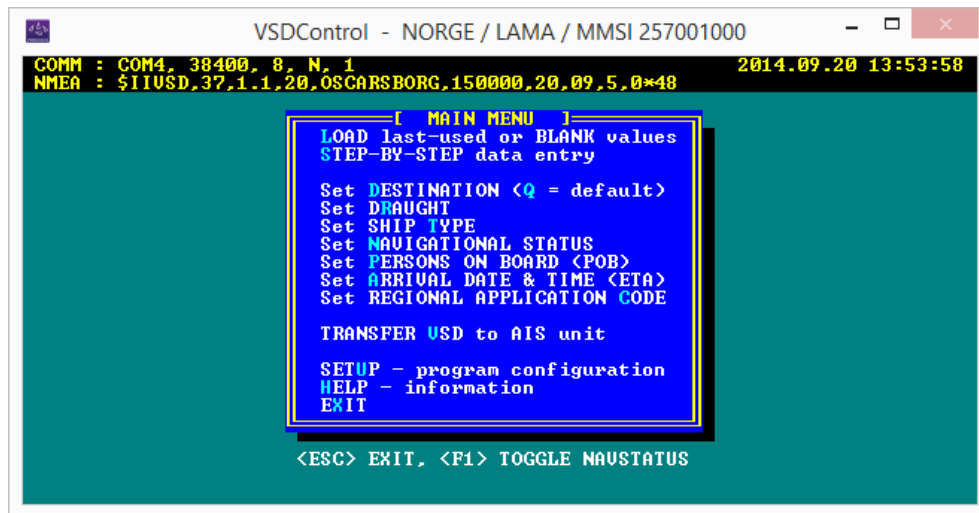 VSDControl - NORGE / LAMA / MMSI 257001000
COMM : COM4, 38400, 8, N, 1 2014.09.20 13:53:58
NMEA : $IIVSD,37,1.1,20,OSCARSBORG,150000,20,09,5,0*48
[ MAIN MENU ]
LOAD last-used or BLANK values
STEP-BY-STEP data entry
Set DESTINATION (Q = default)
Set DRAUGHT
Set SHIP TYPE
Set NAVIGATIONAL STATUS
Set PERSONS ON BOARD (POB)
Set ARRIVAL DATE & TIME (ETA)
Set REGIONAL APPLICATION CODE
TRANSFER VSD to AIS unit
SETUP - program configuration
HELP - information
EXIT
<ESC> EXIT, <F1> TOGGLE NAVSTATUS